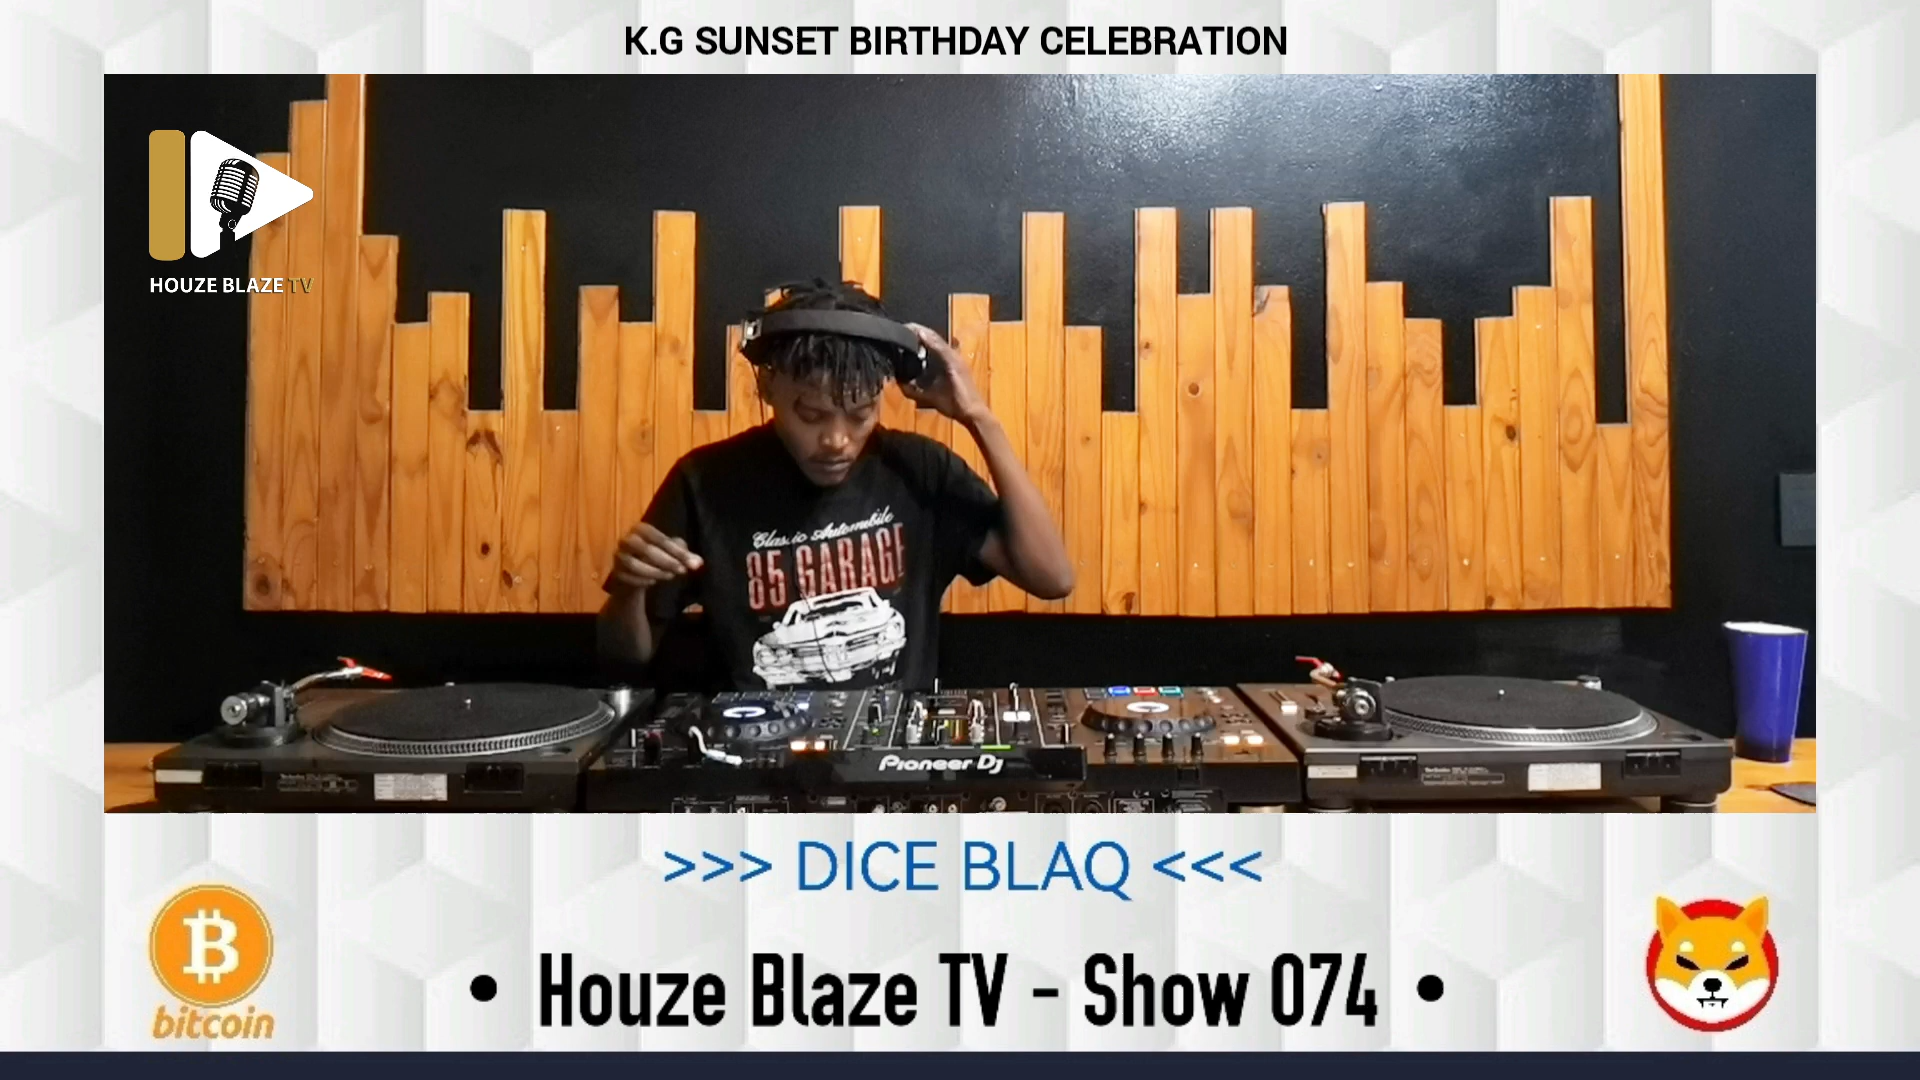 K.G SUNSET BIRTHDAY CELEBRATION
HOUZE BLAZE TV
Classic Automobile
85 GARAGE
Pioneer Dj
>>> DICE BLAQ <<<
• Houze Blaze TV - Show 074 •
bitcoin